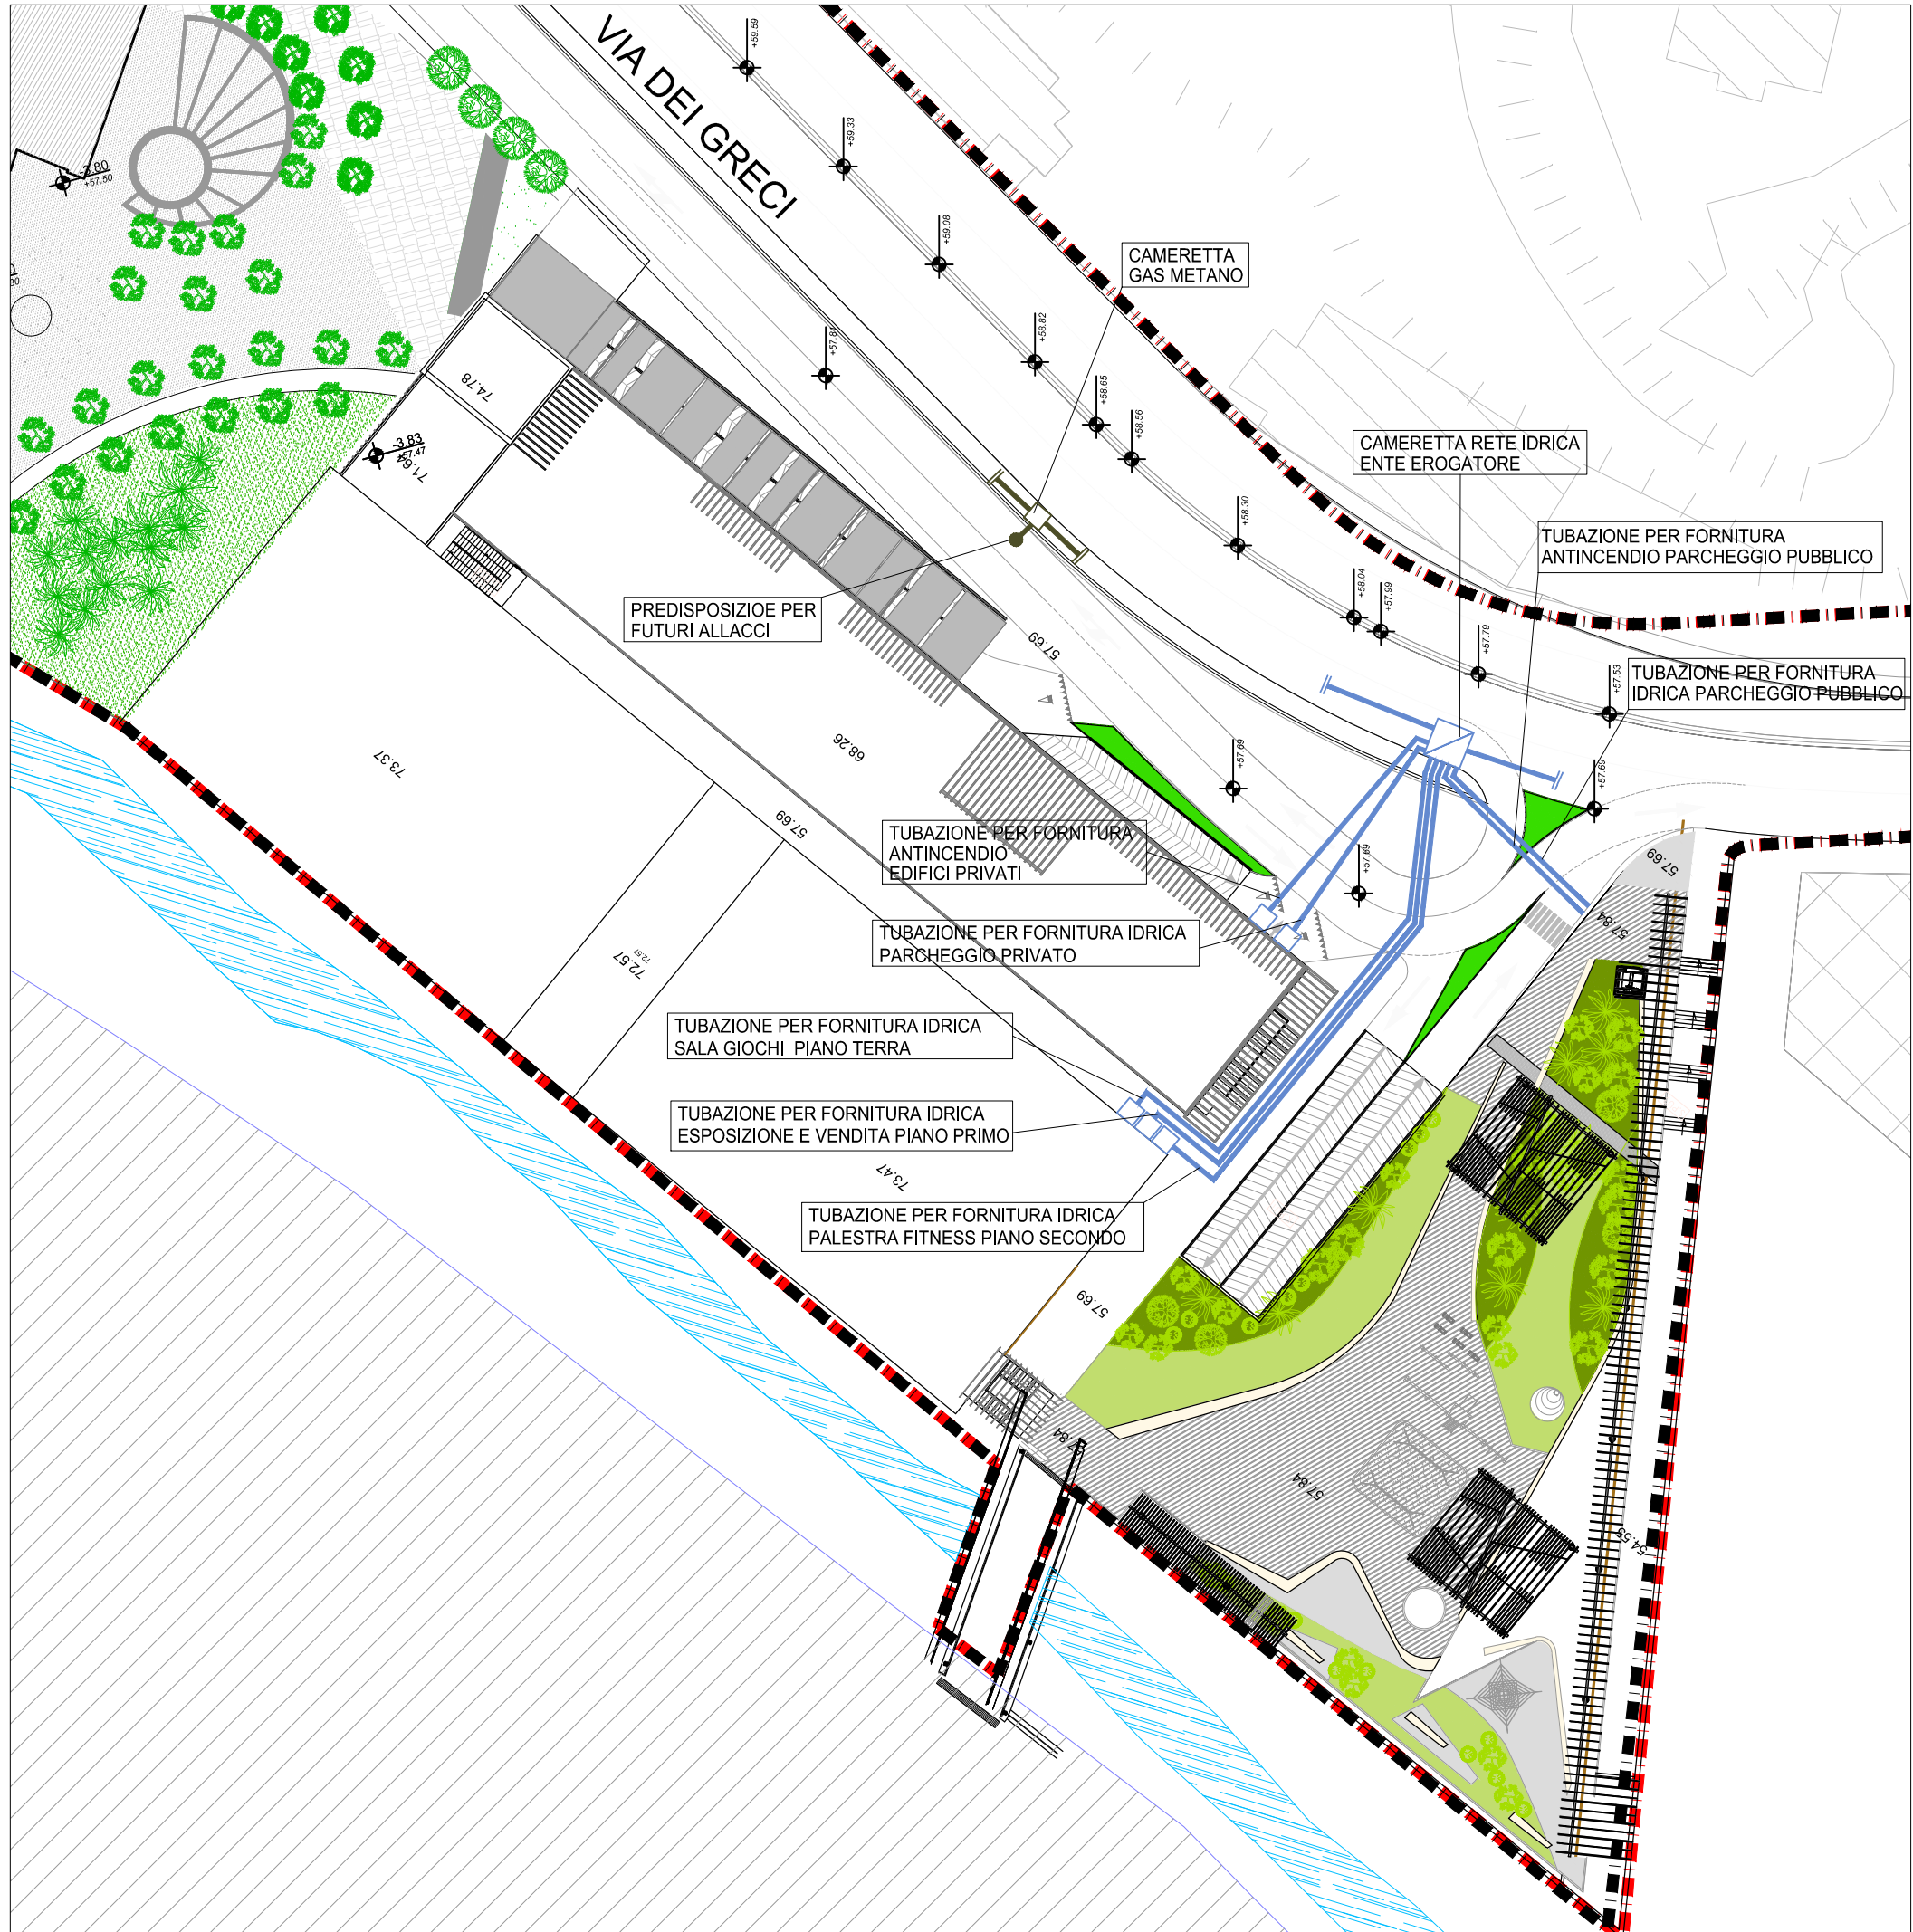 VIA DEI GRECI
+59.59
+59.33
+59.08
+58.82
+58.65
+58.56
+58.30
+58.04
+57.99
+57.79
+57.53
+57.81
+57.69
+57.69
+57.69
-3.80
+57.50
CAMERETTA
GAS METANO
CAMERETTA RETE IDRICA
ENTE EROGATORE
TUBAZIONE PER FORNITURA
ANTINCENDIO PARCHEGGIO PUBBLICO
TUBAZIONE PER FORNITURA
IDRICA PARCHEGGIO PUBBLICO
PREDISPOSIZIOE PER
FUTURI ALLACCI
74.78
-3.83
+57.47
71.64
57.69
68.26
73.37
57.69
TUBAZIONE PER FORNITURA
ANTINCENDIO
EDIFICI PRIVATI
TUBAZIONE PER FORNITURA IDRICA
PARCHEGGIO PRIVATO
72.57
72.57
TUBAZIONE PER FORNITURA IDRICA
SALA GIOCHI PIANO TERRA
TUBAZIONE PER FORNITURA IDRICA
ESPOSIZIONE E VENDITA PIANO PRIMO
73.47
TUBAZIONE PER FORNITURA IDRICA
PALESTRA FITNESS PIANO SECONDO
57.69
57.69
57.84
57.84
57.84
54.55